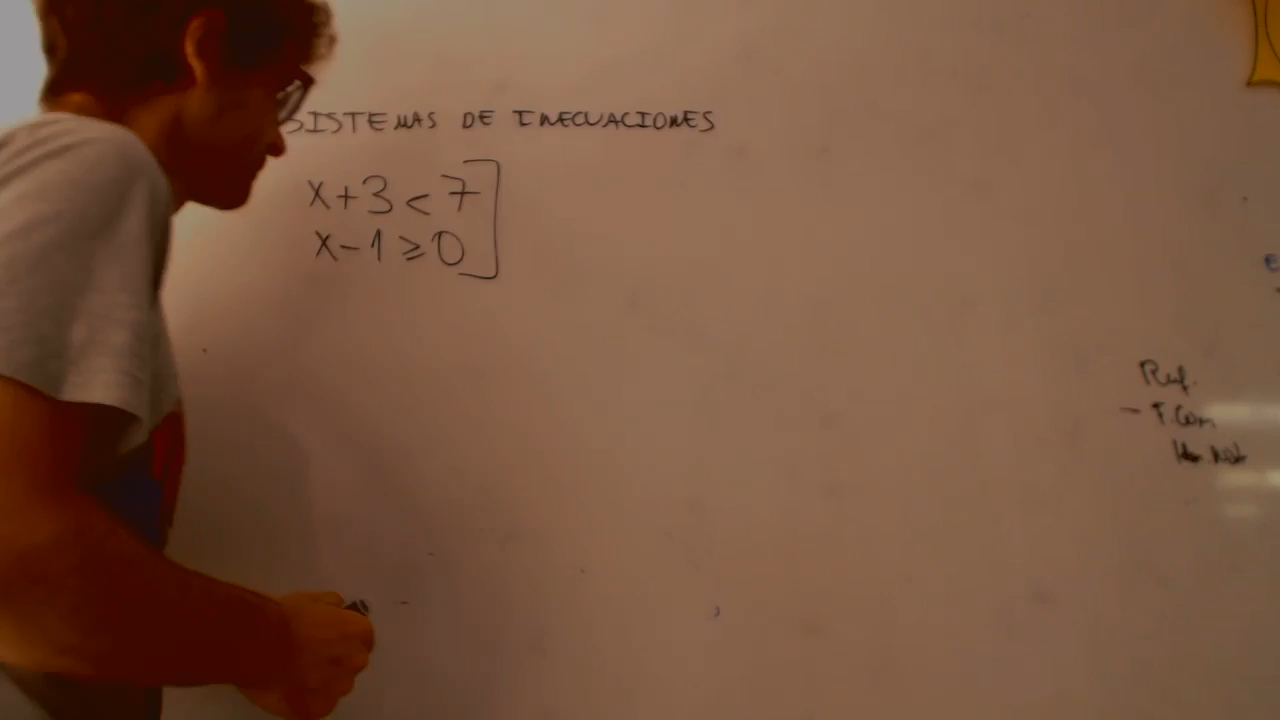 SISTEMAS DE INECUACIONES
x+3<7
x-1≥0